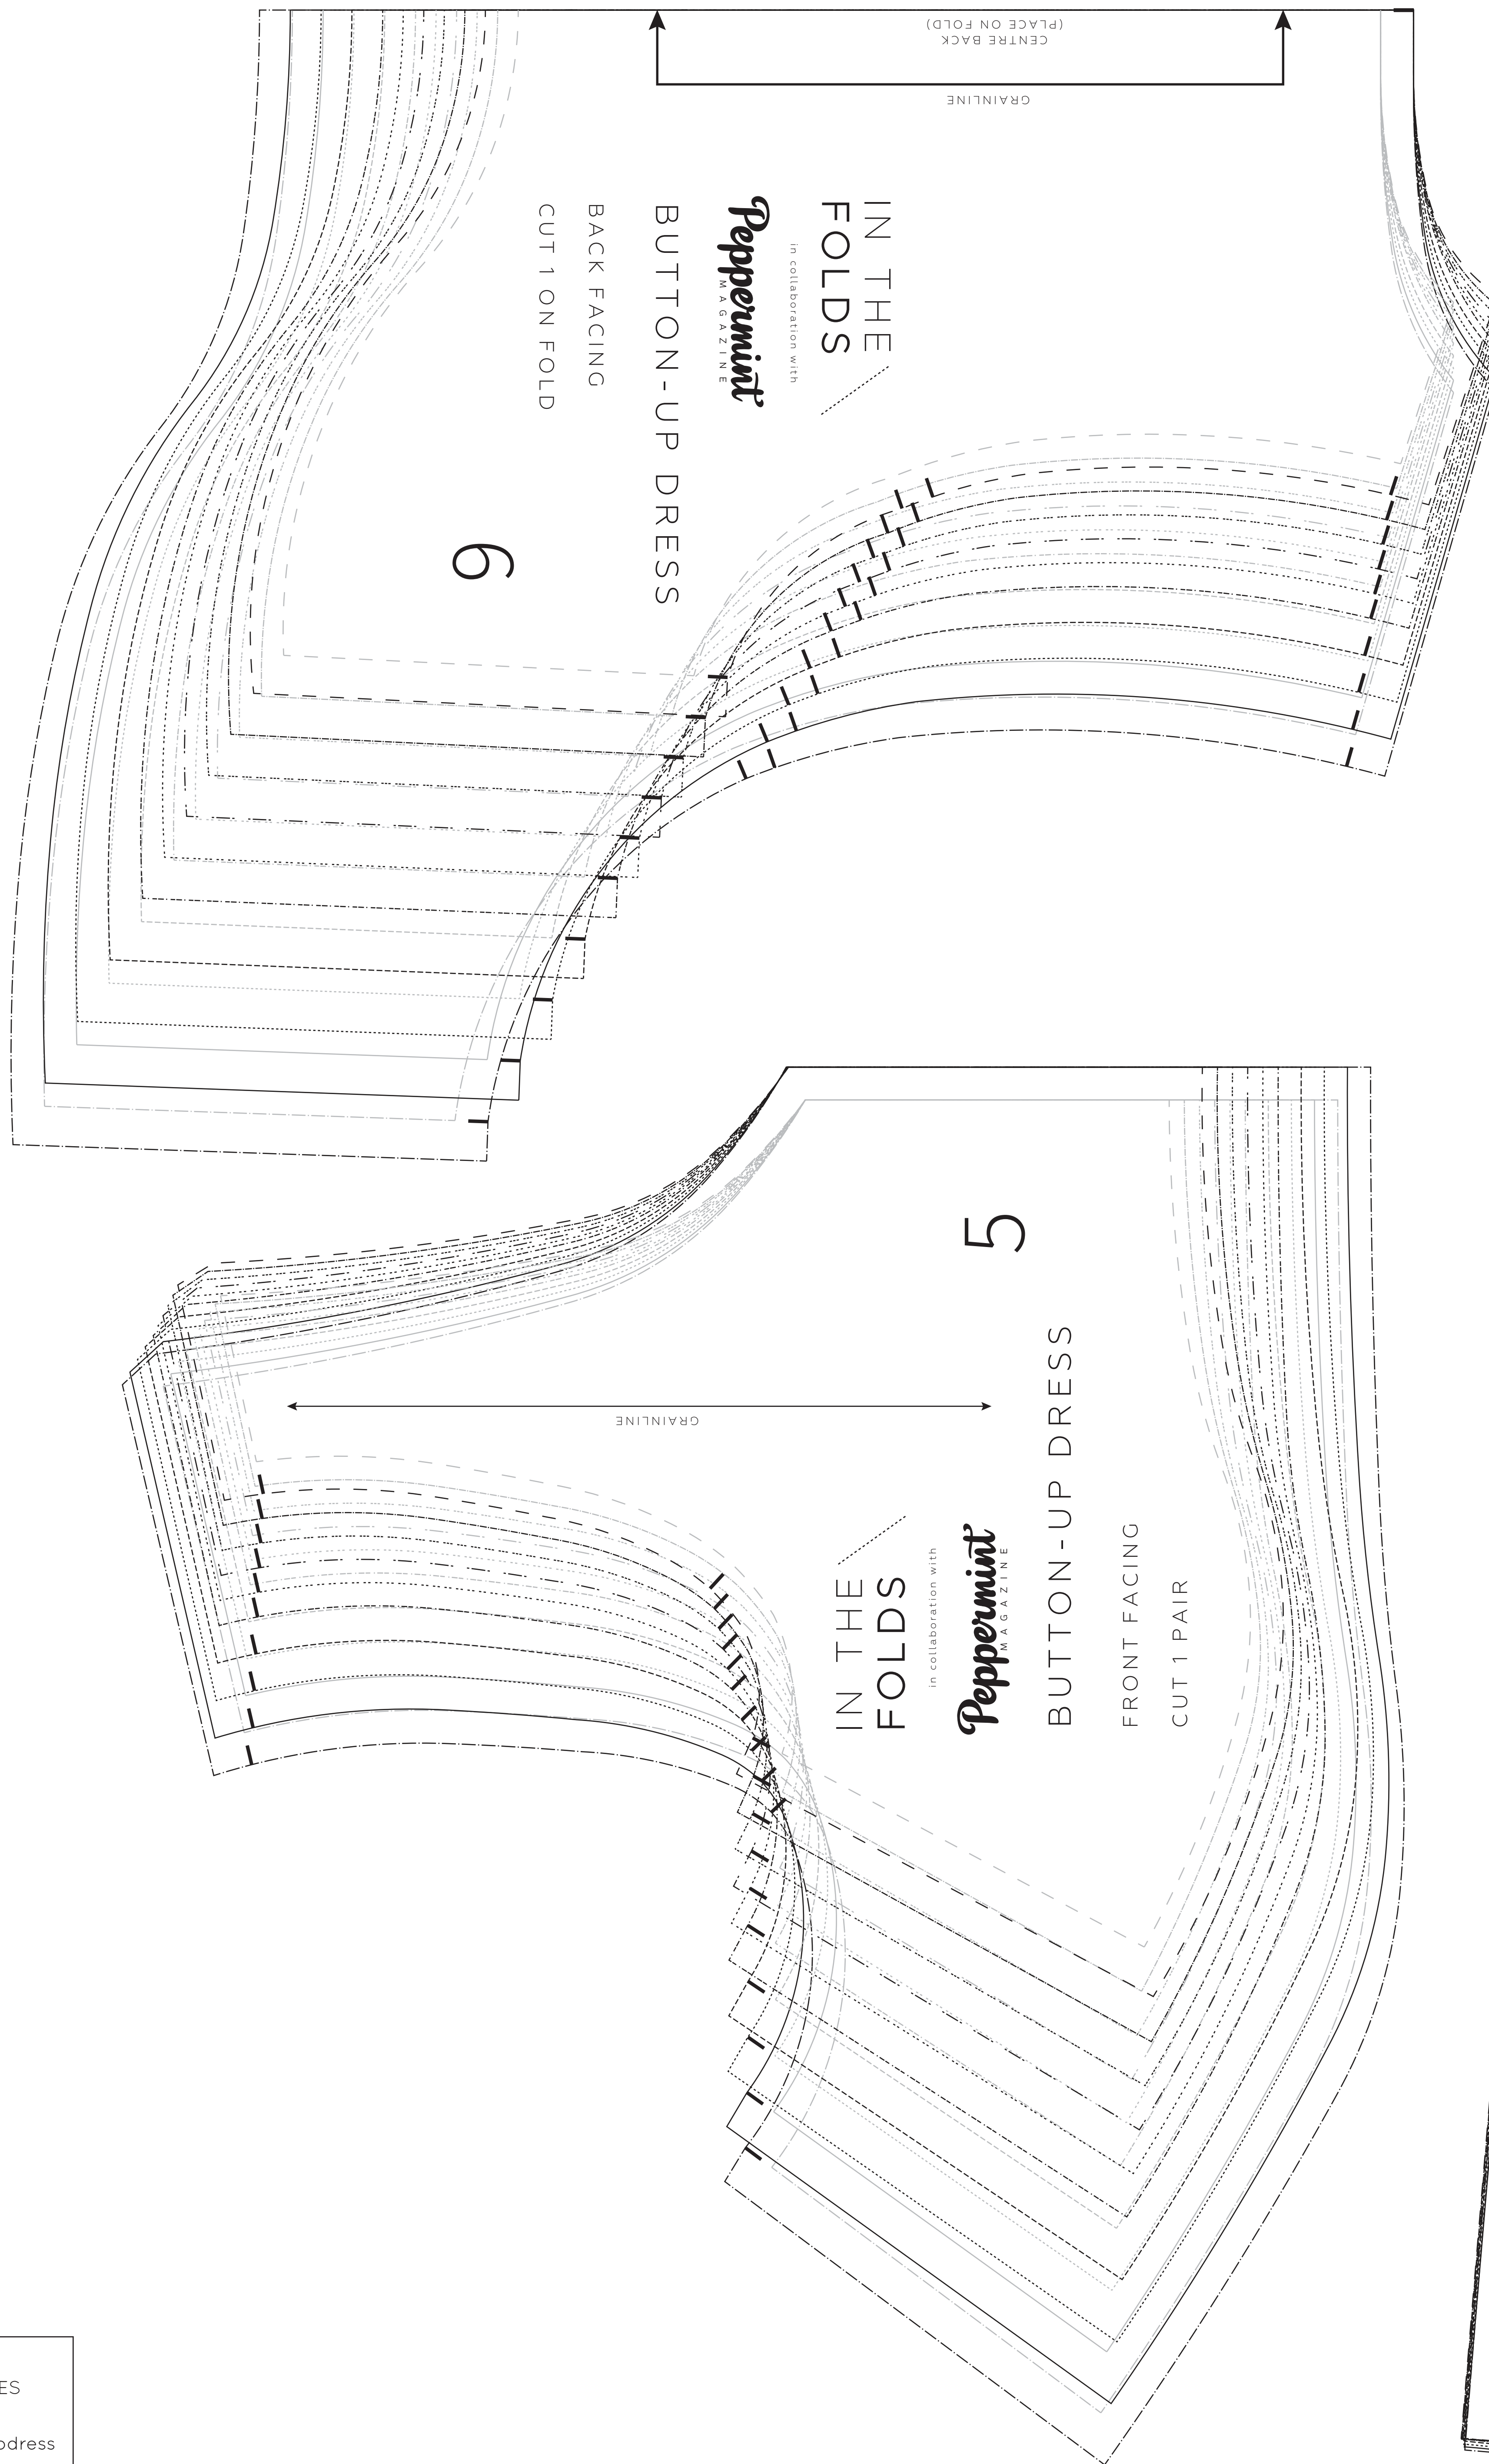 CENTRE BACK
(PLACE ON FOLD)
GRAINLINE
IN THE
FOLDS
in collaboration with
Peppermint
MAGAZINE
BUTTON-UP DRESS
BACK FACING
CUT 1 ON FOLD
6
5
GRAINLINE
IN THE
FOLDS
in collaboration with
Peppermint
MAGAZINE
BUTTON-UP DRESS
FRONT FACING
CUT 1 PAIR
ES